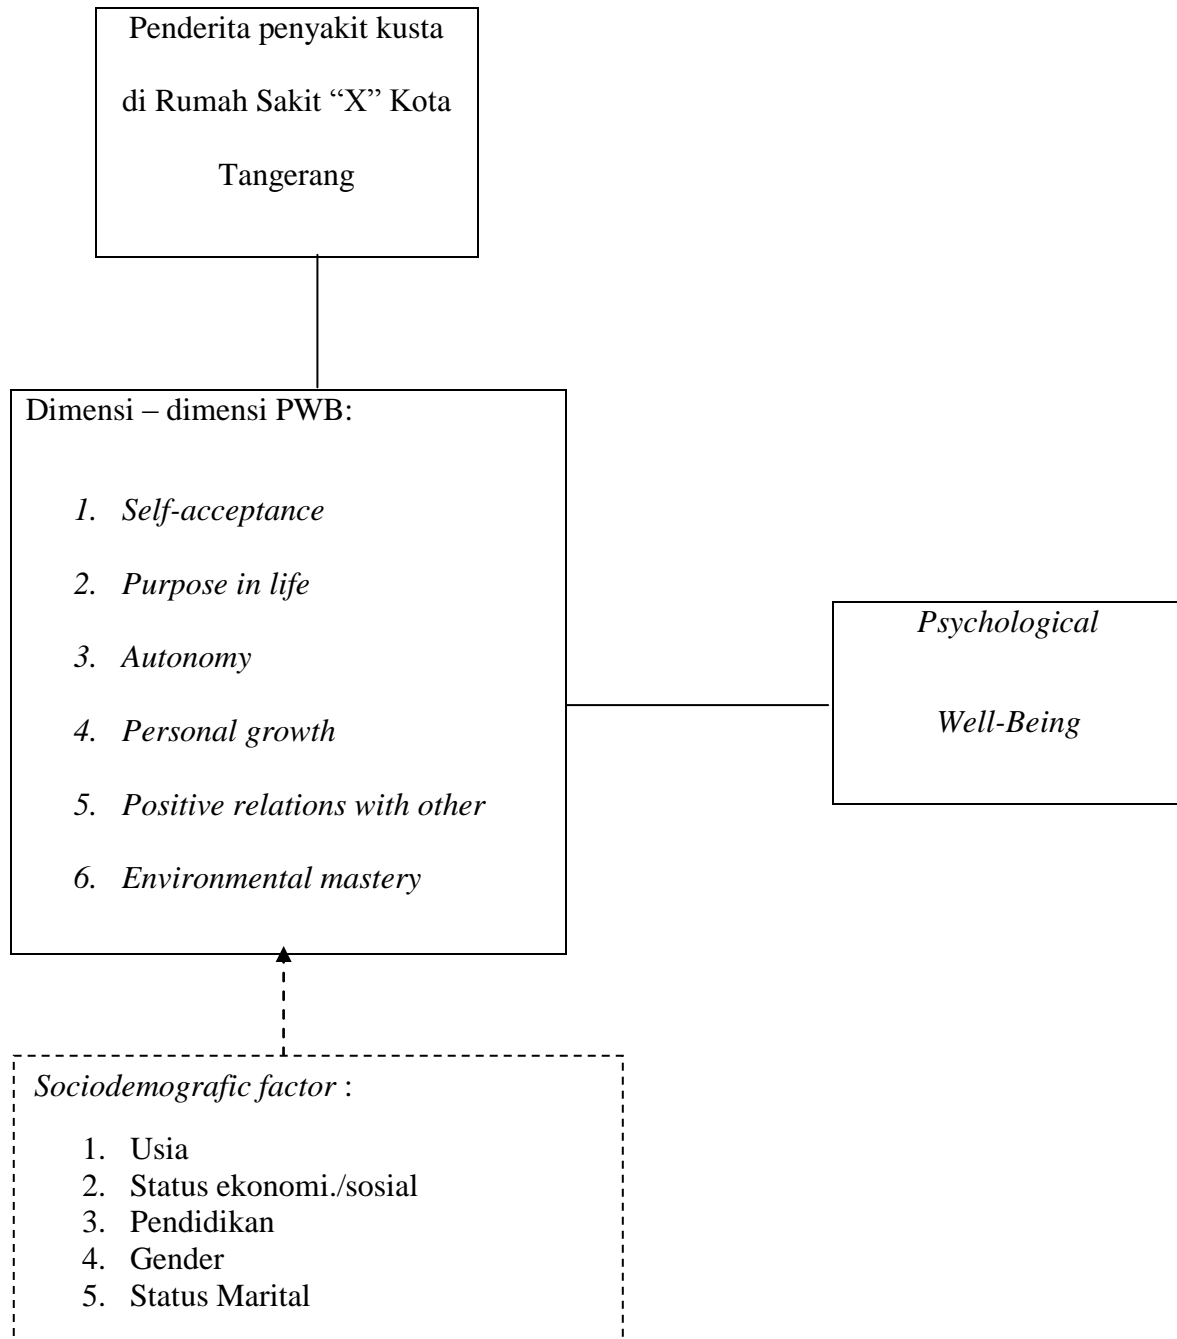 Penderita penyakit kusta
di Rumah Sakit “X” Kota
Tangerang
Dimensi – dimensi PWB:
1. Self-acceptance
2. Purpose in life
3. Autonomy
4. Personal growth
5. Positive relations with other
6. Environmental mastery
Psychological
Well-Being
Sociodemografic factor :
1. Usia
2. Status ekonomi./sosial
3. Pendidikan
4. Gender
5. Status Marital